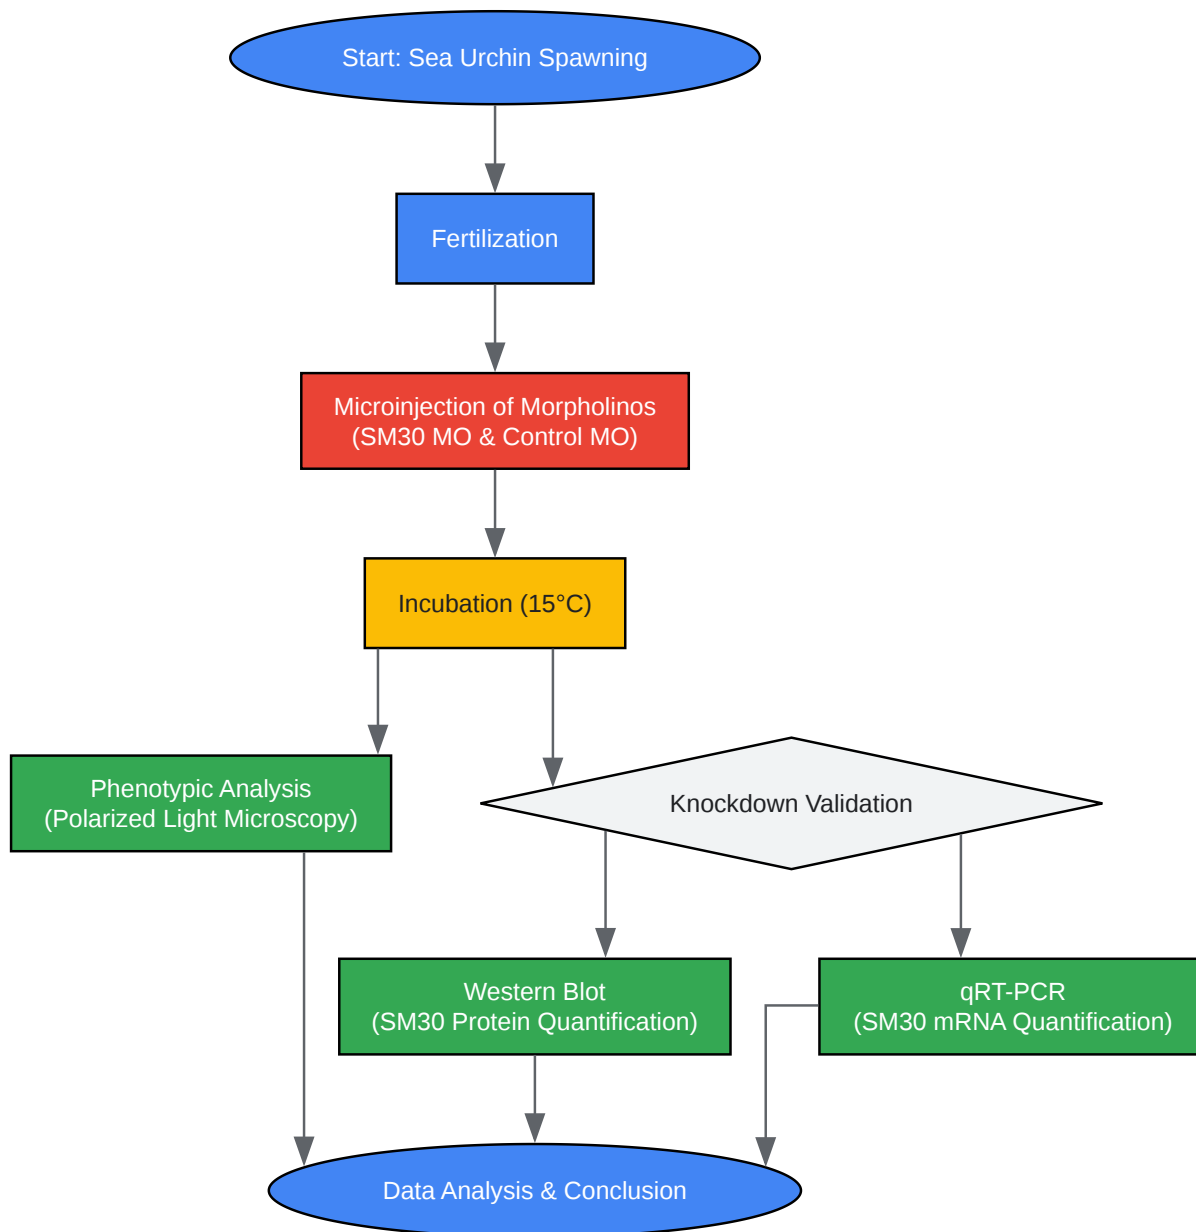 Start: Sea Urchin Spawning
Fertilization
Microinjection of Morpholinos
(SM30 MO & Control MO)
Incubation (15°C)
Phenotypic Analysis
(Polarized Light Microscopy)
Knockdown Validation
Western Blot
(SM30 Protein Quantification)
qRT-PCR
(SM30 mRNA Quantification)
Data Analysis & Conclusion